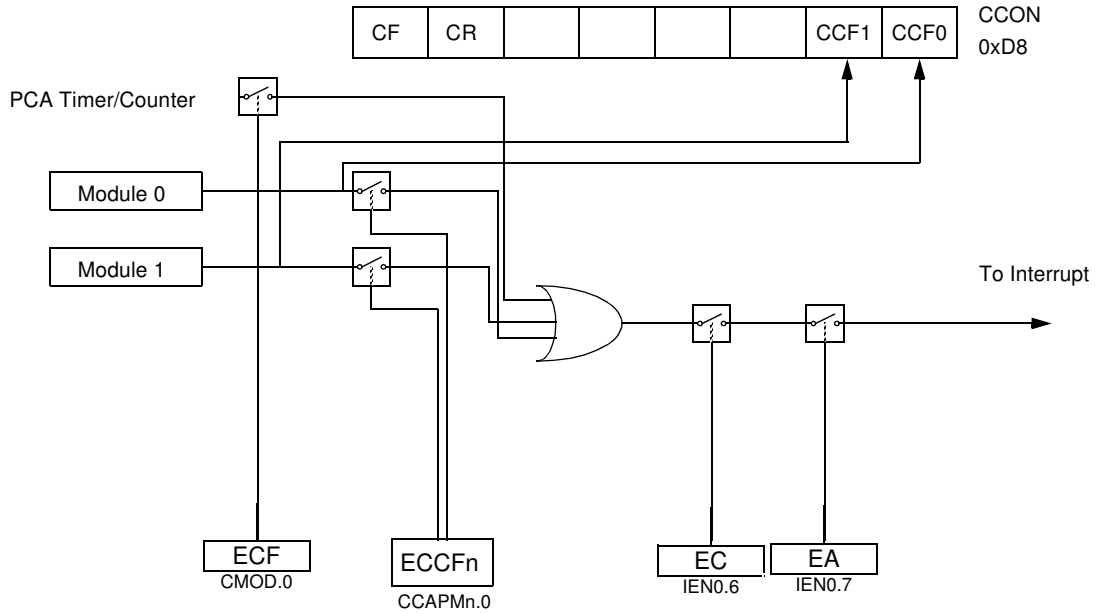 CF CR CCF1 CCF0
CCON
0xD8
PCA Timer/Counter
Module 0
Module 1
To Interrupt
ECF
CMOD.0
ECCFn
CCAPMn.0
EC
IEN0.6
EA
IEN0.7